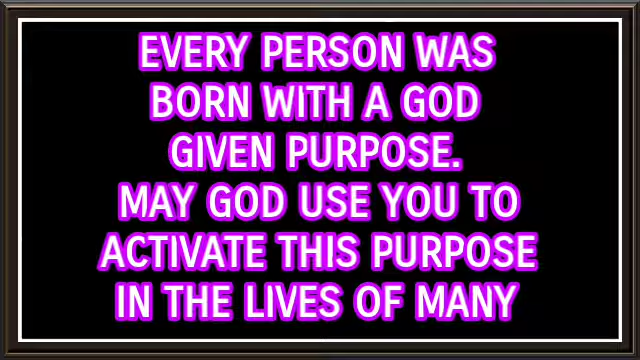 EVERY PERSON WAS
BORN WITH A GOD
GIVEN PURPOSE.
MAY GOD USE YOU TO
ACTIVATE THIS PURPOSE
IN THE LIVES OF MANY